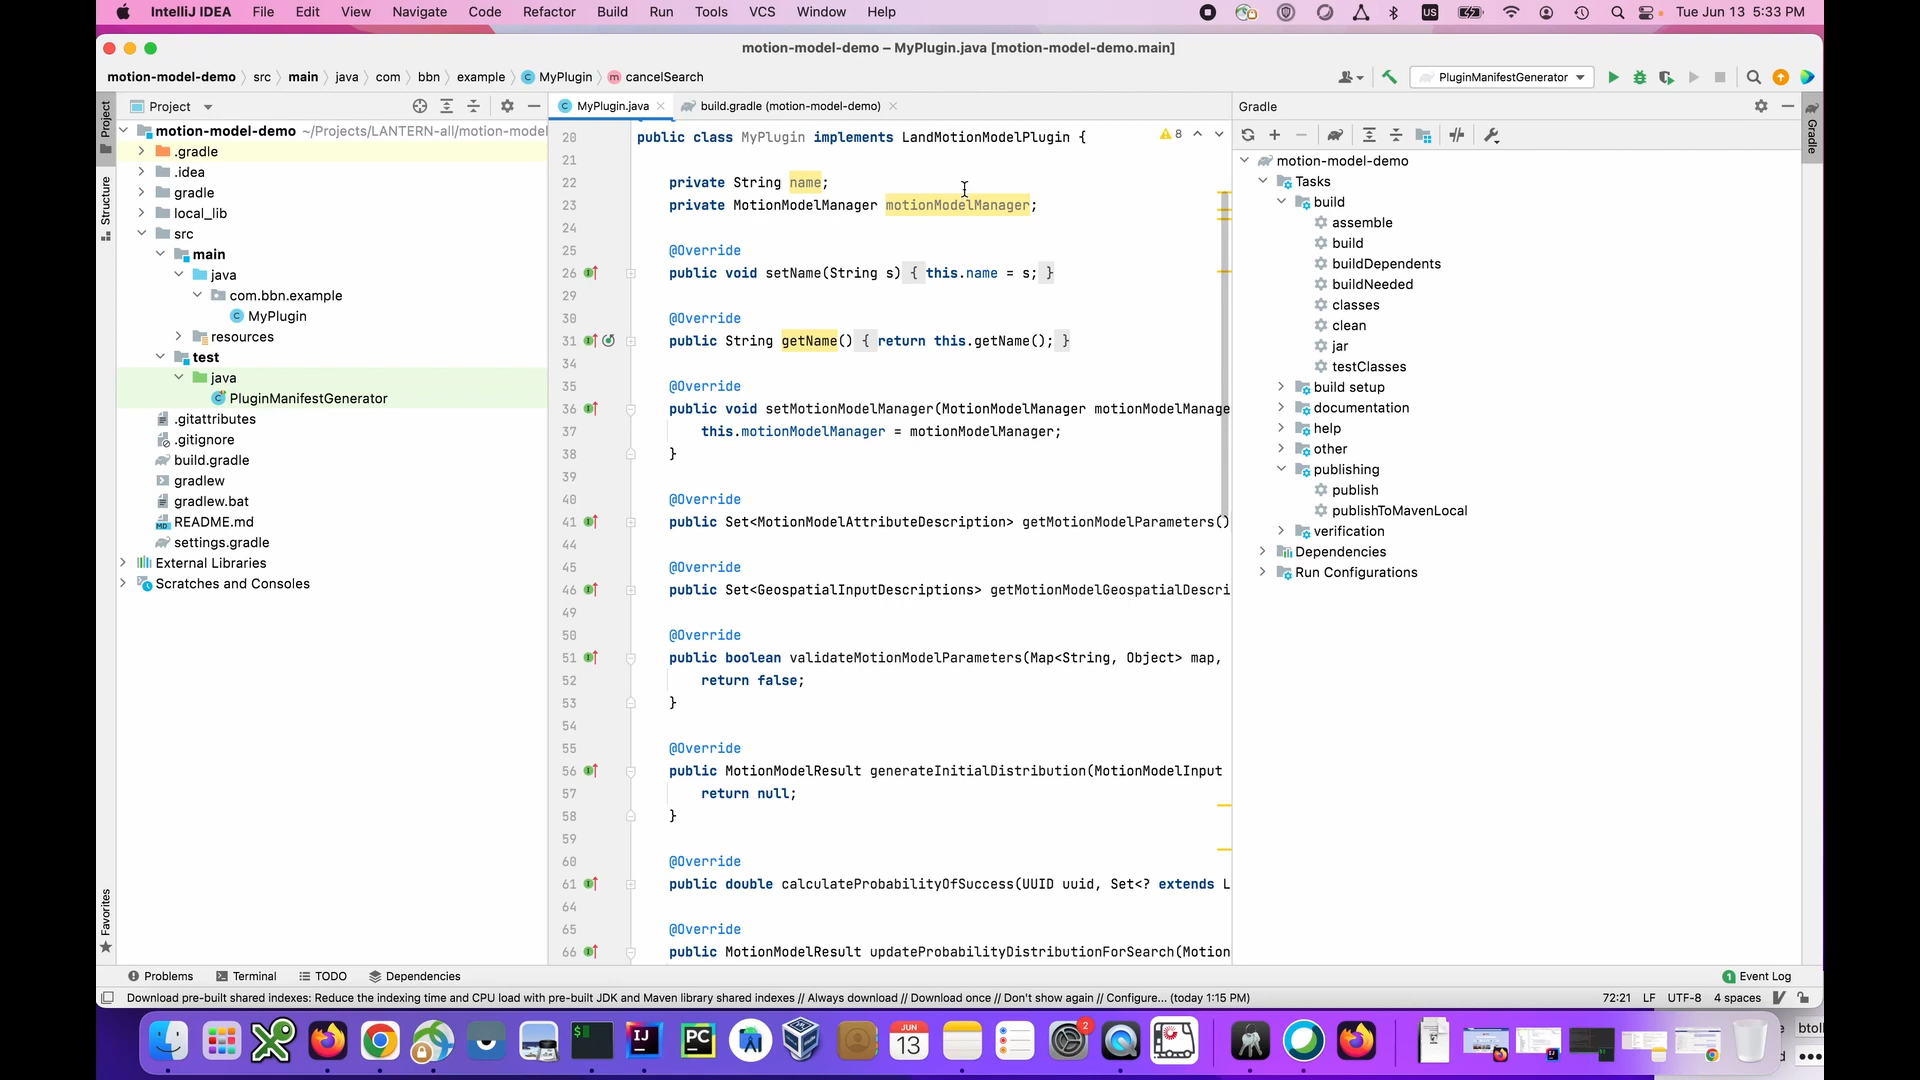 IntelliJ IDEA File Edit View Navigate Code Refactor Build Run Tools VCS Window Help US Tue Jun 13 5:33 PM
motion-model-demo – MyPlugin.java [motion-model-demo.main]
motion-model-demo src main java com bbn example MyPlugin cancelSearch PluginManifestGenerator
Project
MyPlugin.java
build.gradle (motion-model-demo)
Gradle
Project
Structure
Favorites
motion-model-demo ~/Projects/LANTERN-all/motion-model
.gradle
.idea
gradle
local_lib
src
main
java
com.bbn.example
MyPlugin
resources
test
java
PluginManifestGenerator
.gitattributes
.gitignore
build.gradle
gradlew
gradlew.bat
README.md
settings.gradle
External Libraries
Scratches and Consoles
8
20 public class MyPlugin implements LandMotionModelPlugin {
21
22 private String name;
23 private MotionModelManager motionModelManager;
24
25 @Override
26 public void setName(String s) { this.name = s; }
29
30 @Override
31 public String getName() { return this.getName(); }
34
35 @Override
36 public void setMotionModelManager(MotionModelManager motionModelManage
37 this.motionModelManager = motionModelManager;
38 }
39
40 @Override
41 public Set<MotionModelAttributeDescription> getMotionModelParameters()
44
45 @Override
46 public Set<GeospatialInputDescriptions> getMotionModelGeospatialDescri
49
50 @Override
51 public boolean validateMotionModelParameters(Map<String, Object> map,
52 return false;
53 }
54
55 @Override
56 public MotionModelResult generateInitialDistribution(MotionModelInput
57 return null;
58 }
59
60 @Override
61 public double calculateProbabilityOfSuccess(UUID uuid, Set<? extends L
64
65 @Override
66 public MotionModelResult updateProbabilityDistributionForSearch(Motion
motion-model-demo
Tasks
build
assemble
build
buildDependents
buildNeeded
classes
clean
jar
testClasses
build setup
documentation
help
other
publishing
publish
publishToMavenLocal
verification
Dependencies
Run Configurations
Gradle
Problems Terminal TODO Dependencies 1 Event Log
Download pre-built shared indexes: Reduce the indexing time and CPU load with pre-built JDK and Maven library shared indexes // Always download // Download once // Don't show again // Configure... (today 1:15 PM) 72:21 LF UTF-8 4 spaces
$ IJ PC JUN 13 2
btoll